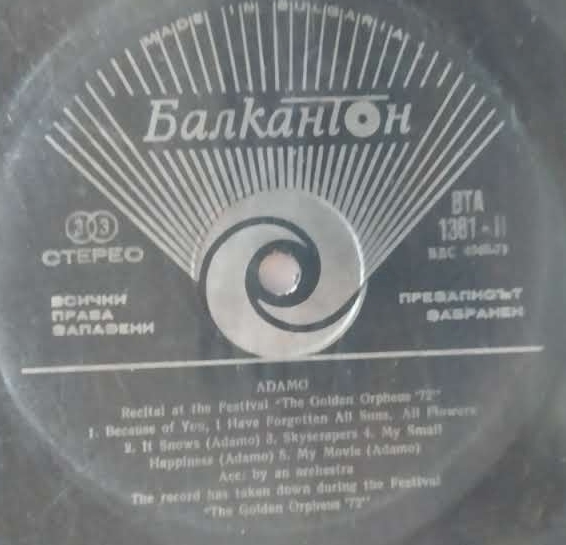 MADE IN BULGARIA
Балкантон
33
СТЕРЕО
ВТА
1381 - II
БДС
ВСИЧКИ
ПРАВА
ЗАПАЗЕНИ
ПРЕЗАПИСЪТ
ЗАБРАНЕН
ADAMO
Recital at the Festival "The Golden Orpheus '72"
1. Because of You, I Have Forgotten All Suns, All Flowers
2. It Snows (Adamo) 3. Skyscrapers 4. My Small
Happiness (Adamo) 5. My Movie (Adamo)
Acc: by an orchestra
The record has taken down during the Festival
"The Golden Orpheus '72"